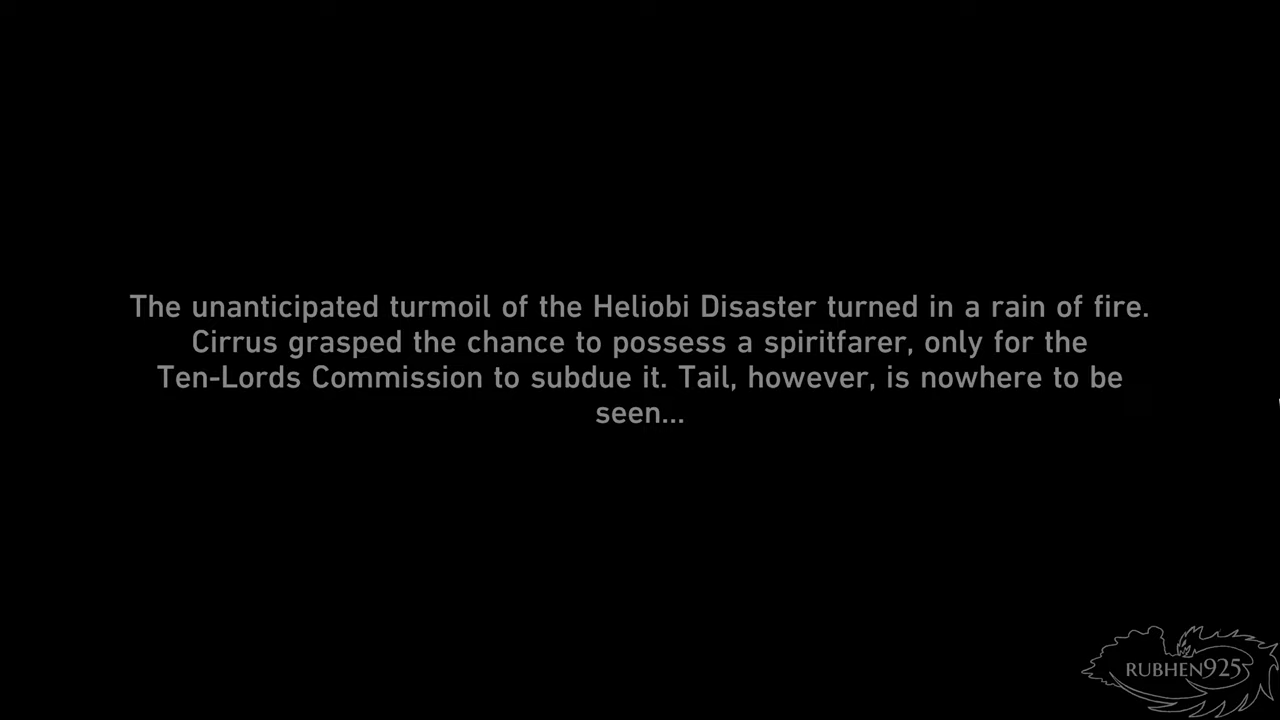 The unanticipated turmoil of the Heliobi Disaster turned in a rain of fire.
Cirrus grasped the chance to possess a spiritfarer, only for the
Ten-Lords Commission to subdue it. Tail, however, is nowhere to be
seen...
RUBHEN925